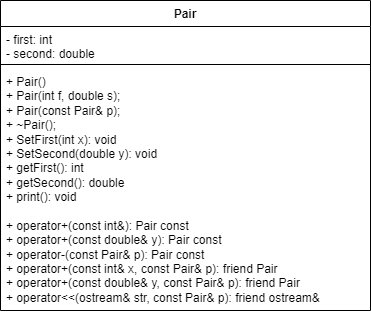 Pair
- first: int
- second: double
+ Pair()
+ Pair(int f, double s);
+ Pair(const Pair& p);
+ ~Pair();
+ SetFirst(int x): void
+ SetSecond(double y): void
+ getFirst(): int
+ getSecond(): double
+ print(): void
+ operator+(const int&): Pair const
+ operator+(const double& y): Pair const
+ operator-(const Pair& p): Pair const
+ operator+(const int& x, const Pair& p): friend Pair
+ operator+(const double& y, const Pair& p): friend Pair
+ operator<<(ostream& str, const Pair& p): friend ostream&